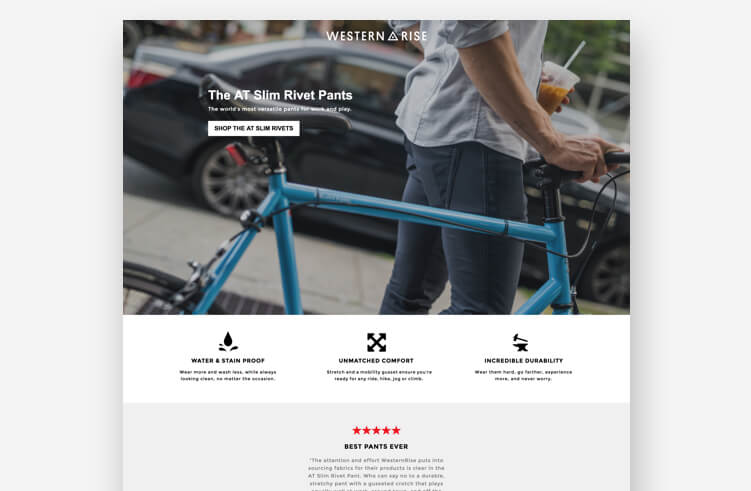 WESTERN RISE
The AT Slim Rivet Pants
The world's most versatile pants for work and play.
SHOP THE AT SLIM RIVETS
WATER & STAIN PROOF
Wear more and wash less, while always
looking clean, no matter the occasion.
UNMATCHED COMFORT
Stretch and a mobility gusset ensure you're
ready for any ride, hike, jog or climb.
INCREDIBLE DURABILITY
Wear them hard, go farther, experience
more, and never worry.
BEST PANTS EVER
"The attention and effort WesternRise puts into
sourcing fabrics for their products is clear in the
AT Slim Rivet Pant. Who can say no to a durable,
stretchy pant with a gusseted crotch that plays